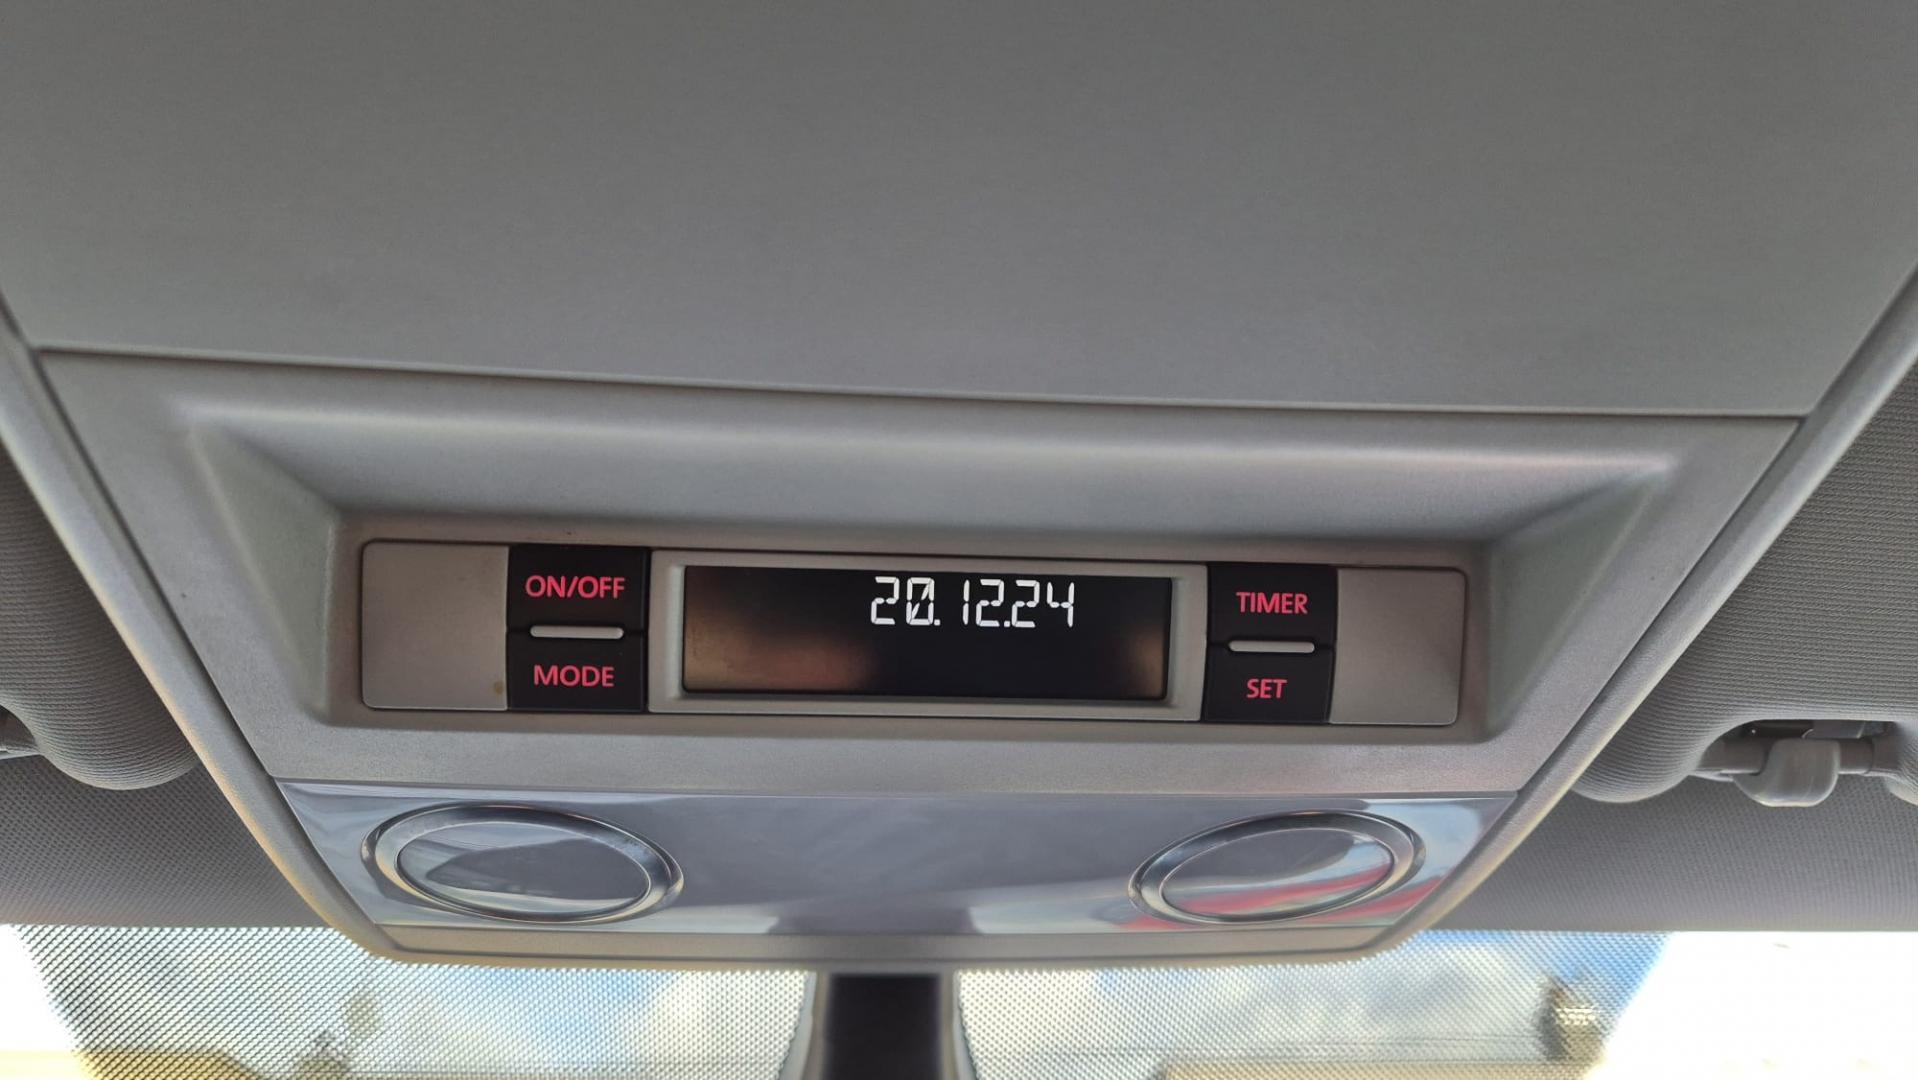 ON/OFF
MODE
20.12.24
TIMER
SET